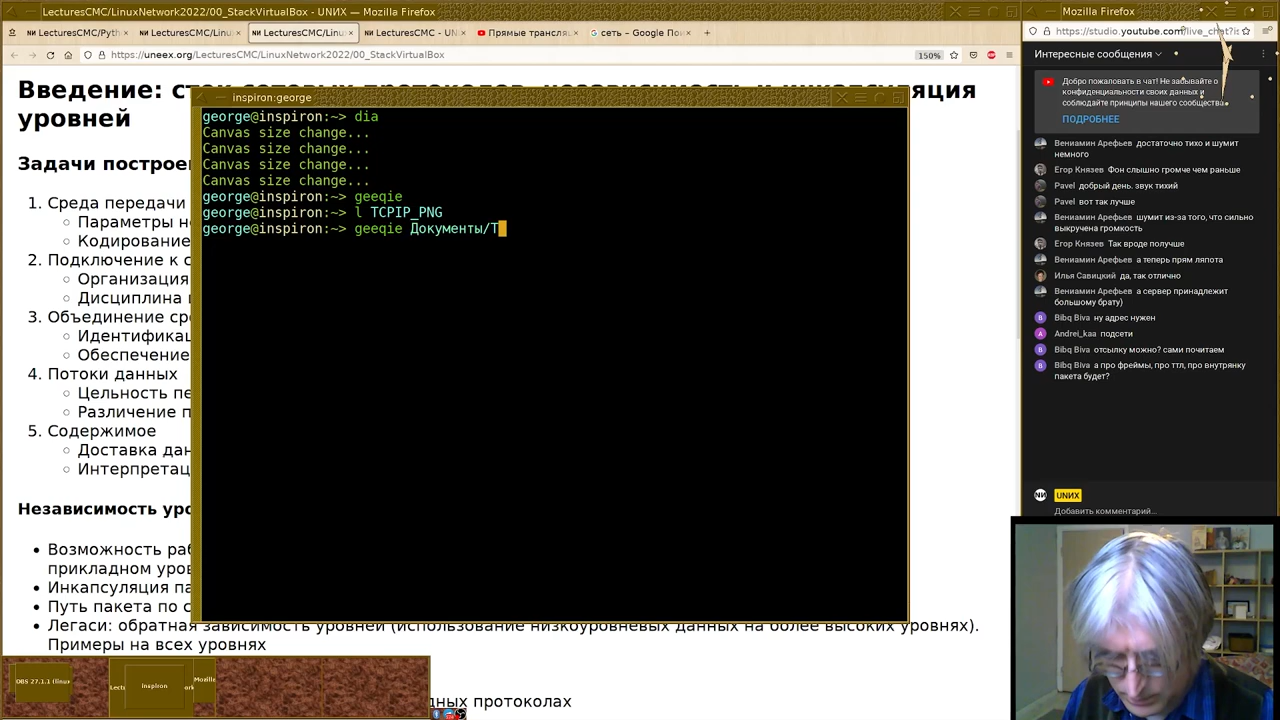 LecturesCMC/LinuxNetwork2022/00_StackVirtualBox - UNИX — Mozilla Firefox
LecturesCMC/Pyth
LecturesCMC/Linu
LecturesCMC/Linu
LecturesCMC - UN
Прямые трансляц
сеть – Google Пои
https://uneex.org/LecturesCMC/LinuxNetwork2022/00_StackVirtualBox
150%
уровней
Задачи построе
1. Среда передачи
Параметры не
Кодирование
2. Подключение к с
Организация
Дисциплина
3. Объединение сре
Идентификац
Обеспечение
4. Потоки данных
Цельность пе
Различение п
5. Содержимое
Доставка дан
Интерпретац
Независимость уро
Возможность раб
прикладном уров
Инкапсуляция па
Путь пакета по с
Легаси: обратная зависимость уровней (использование низкоуровневых данных на более высоких уровнях).
Примеры на всех уровнях
дных протоколах
inspiron:george
george@inspiron:~> dia
Canvas size change...
Canvas size change...
Canvas size change...
Canvas size change...
george@inspiron:~> geeqie
george@inspiron:~> l TCPIP_PNG
george@inspiron:~> geeqie Документы/T
OBS 27.1.1 (linux
Lectu
inspiron
Mozilla
Mozilla Firefox
https://studio.youtube.com/live_chat?is
Интересные сообщения
Добро пожаловать в чат! Не забывайте о
конфиденциальности своих данных и
соблюдайте принципы нашего сообщества.
ПОДРОБНЕЕ
Вениамин Арефьев достаточно тихо и шумит
немного
Егор Князев Фон слышно громче чем раньше
Pavel добрый день. звук тихий
Pavel вот так лучше
Вениамин Арефьев шумит из-за того, что сильно
выкручена громкость
Егор Князев Так вроде получше
Вениамин Арефьев а теперь прям ляпота
Илья Савицкий да, так отлично
Вениамин Арефьев а сервер принадлежит
большому брату)
Bibq Biva ну адрес нужен
Andrei_kaa подсети
Bibq Biva отсылку можно? сами почитаем
Bibq Biva а про фреймы, про ттл, про внутрянку
пакета будет?
UNИX
Добавить комментарий...